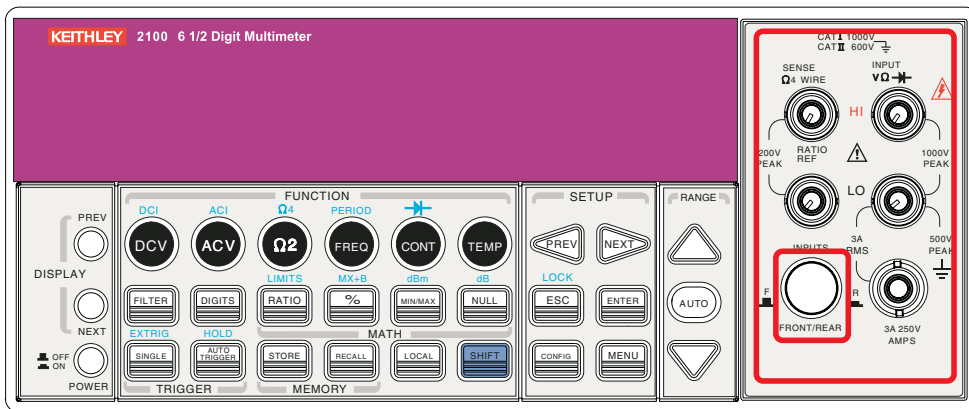 KEITHLEY 2100 6 1/2 Digit Multimeter
CAT I 1000V
CAT II 600V
SENSE
Ω4 WIRE
INPUT
VΩ
HI
200V
PEAK
RATIO
REF
1000V
PEAK
LO
INPUTS
3A
RMS
500V
PEAK
F
R
FRONT/REAR
3A 250V
AMPS
PREV
DISPLAY
NEXT
OFF
ON
POWER
FUNCTION
DCI ACI Ω4 PERIOD
DCV ACV Ω2 FREQ CONT TEMP
LIMITS MX+B dBm dB
FILTER DIGITS RATIO % MIN/MAX NULL
EXTRIG HOLD MATH
SINGLE AUTO TRIGGER STORE RECALL LOCAL SHIFT
TRIGGER MEMORY
SETUP
PREV NEXT
LOCK
ESC ENTER
CONFIG MENU
RANGE
AUTO